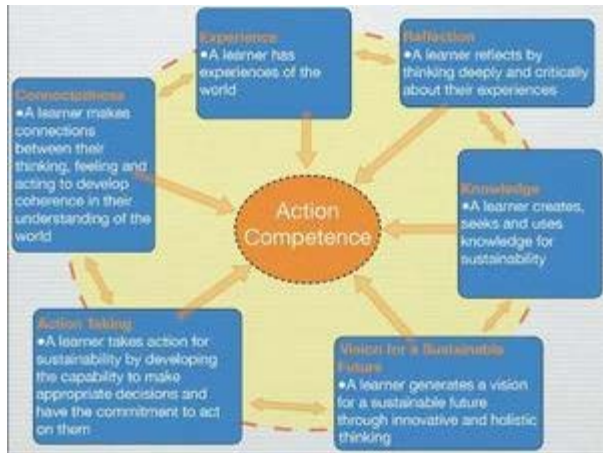 Experience
•A learner has
experiences of the
world
Reflection
•A learner reflects by
thinking deeply and critically
about their experiences
Connectedness
•A learner makes
connections
between their
thinking, feeling and
acting to develop
coherence in their
understanding of the
world
Action
Competence
Knowledge
•A learner creates,
seeks and uses
knowledge for
sustainability
Action Taking
•A learner takes action for
sustainability by developing
the capability to make
appropriate decisions and
have the commitment to act
on them
Vision for a Sustainable
Future
•A learner generates a vision
for a sustainable future
through innovative and holistic
thinking